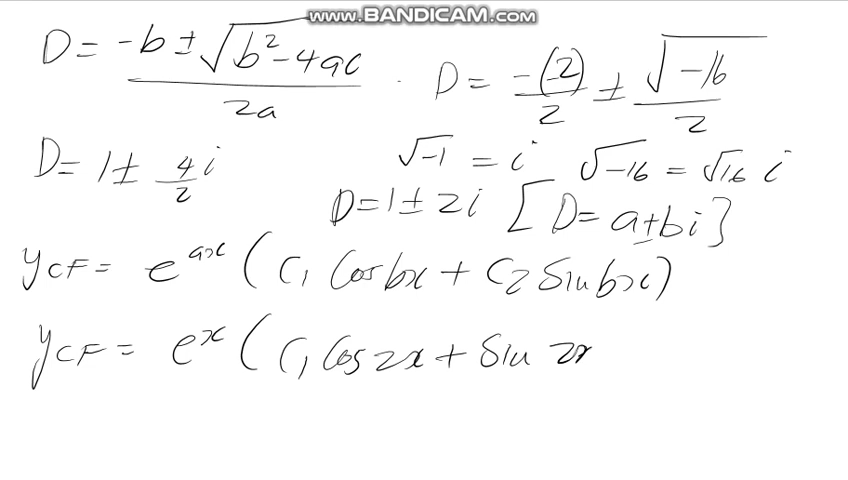 www.BANDICAM.com
D = -b ± √(b² - 4ac) / 2a . D = -(-2)/2 ± √-16 / 2
D = 1 ± 4/2 i √-1 = i √-16 = √16 i
D = 1 ± 2i [D = a ± bi]
yCF = e^ax (C₁ Cos bx + C₂ Sin bx)
yCF = e^x (C₁ Cos 2x + Sin 2x